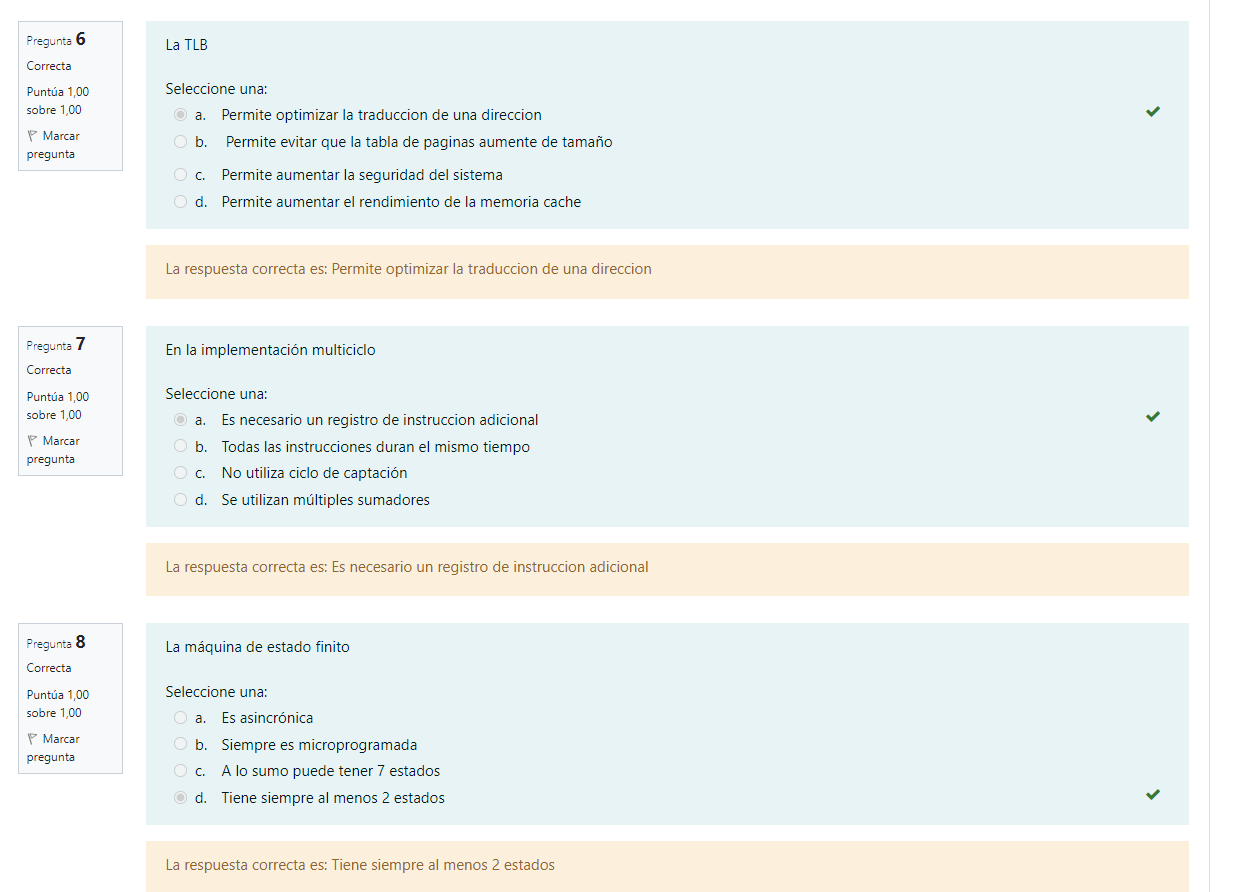 Pregunta 6
Correcta
Puntúa 1,00
sobre 1,00
Marcar
pregunta
La TLB
Seleccione una:
a. Permite optimizar la traduccion de una direccion
b. Permite evitar que la tabla de paginas aumente de tamaño
c. Permite aumentar la seguridad del sistema
d. Permite aumentar el rendimiento de la memoria cache
La respuesta correcta es: Permite optimizar la traduccion de una direccion
Pregunta 7
Correcta
Puntúa 1,00
sobre 1,00
Marcar
pregunta
En la implementación multiciclo
Seleccione una:
a. Es necesario un registro de instruccion adicional
b. Todas las instrucciones duran el mismo tiempo
c. No utiliza ciclo de captación
d. Se utilizan múltiples sumadores
La respuesta correcta es: Es necesario un registro de instruccion adicional
Pregunta 8
Correcta
Puntúa 1,00
sobre 1,00
Marcar
pregunta
La máquina de estado finito
Seleccione una:
a. Es asincrónica
b. Siempre es microprogramada
c. A lo sumo puede tener 7 estados
d. Tiene siempre al menos 2 estados
La respuesta correcta es: Tiene siempre al menos 2 estados